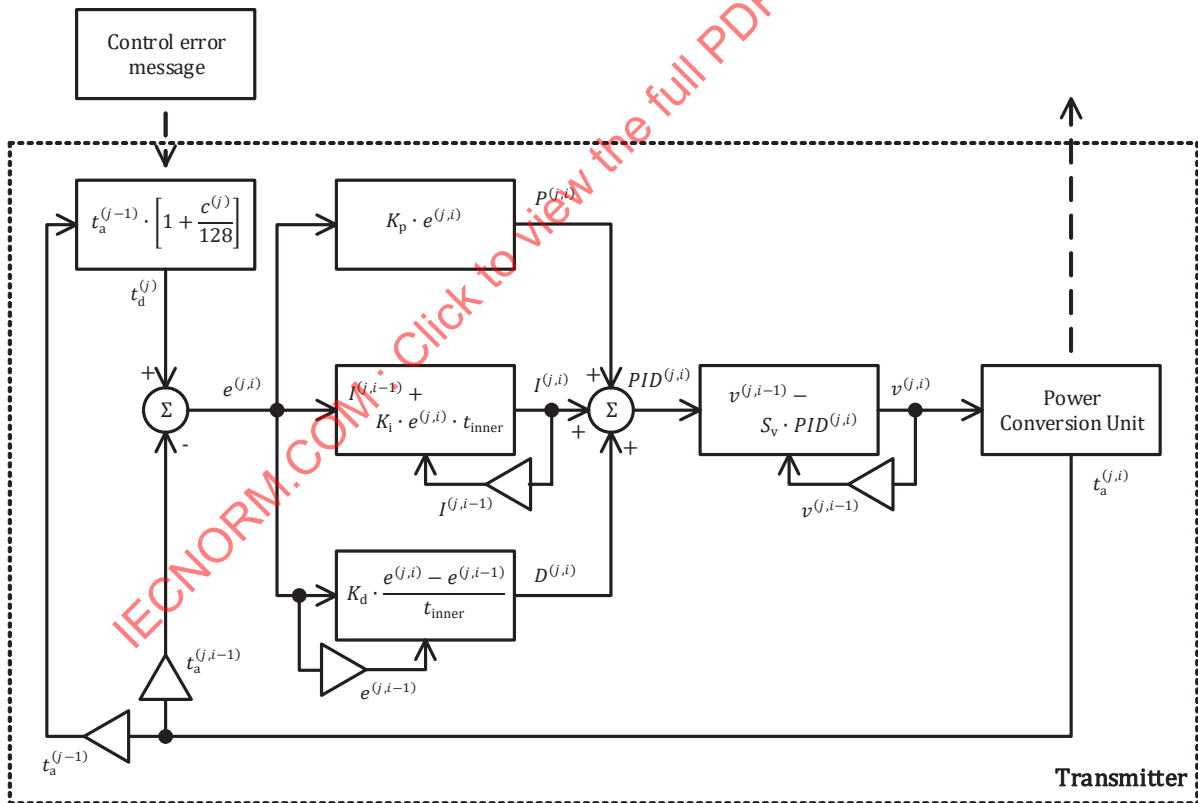 Control error
message
t_a^{(j−1)} · [1 + c^{(j)}/128]
t_d^{(j)}
+
Σ
-
e^{(j,i)}
K_p · e^{(j,i)}
P^{(j,i)}
I^{(j,i−1)} +
K_i · e^{(j,i)} · t_inner
I^{(j,i)}
I^{(j,i−1)}
K_d · (e^{(j,i)} − e^{(j,i−1)})/t_inner
D^{(j,i)}
e^{(j,i−1)}
+
+
+
Σ
PID^{(j,i)}
v^{(j,i−1)} −
S_v · PID^{(j,i)}
v^{(j,i)}
v^{(j,i−1)}
Power
Conversion Unit
t_a^{(j,i)}
t_a^{(j,i−1)}
t_a^{(j−1)}
Transmitter
IECNORM.COM: Click to view the full PDF